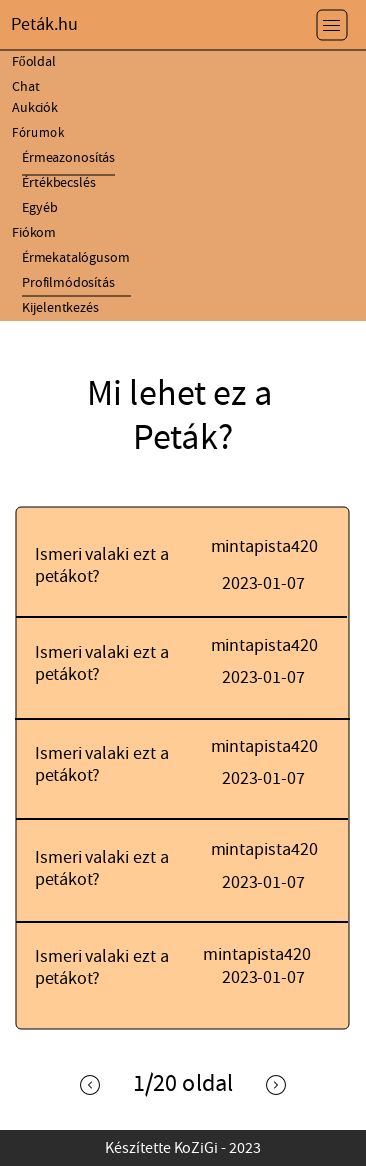 Peták.hu
Főoldal
Chat
Aukciók
Fórumok
Érmeazonosítás
Értékbecslés
Egyéb
Fiókom
Érmekatalógusom
Profilmódosítás
Kijelentkezés
Mi lehet ez a
Peták?
Ismeri valaki ezt a
petákot?
mintapista420
2023-01-07
Ismeri valaki ezt a
petákot?
mintapista420
2023-01-07
Ismeri valaki ezt a
petákot?
mintapista420
2023-01-07
Ismeri valaki ezt a
petákot?
mintapista420
2023-01-07
Ismeri valaki ezt a
petákot?
mintapista420
2023-01-07
1/20 oldal
Készítette KoZiGi - 2023